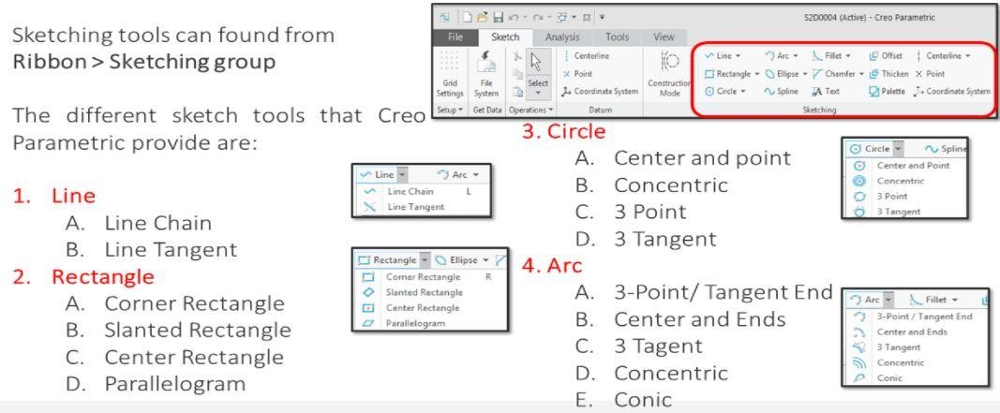 Sketching tools can found from
Ribbon > Sketching group
The different sketch tools that Creo
Parametric provide are:
1. Line
A. Line Chain
B. Line Tangent
2. Rectangle
A. Corner Rectangle
B. Slanted Rectangle
C. Center Rectangle
D. Parallelogram
Line Arc
Line Chain L
Line Tangent
Rectangle Ellipse
Corner Rectangle R
Slanted Rectangle
Center Rectangle
Parallelogram
S2D0004 (Active) - Creo Parametric
File Sketch Analysis Tools View
Centerline Line Arc Fillet Offset Centerline
Point Rectangle Ellipse Chamfer Thicken Point
Grid Settings File System Select Coordinate System Construction Mode Circle Spline Text Palette Coordinate System
Setup Get Data Operations Datum Sketching
3. Circle
A. Center and point
B. Concentric
C. 3 Point
D. 3 Tangent
4. Arc
A. 3-Point/ Tangent End
B. Center and Ends
C. 3 Tagent
D. Concentric
E. Conic
Circle Spline
Center and Point
Concentric
3 Point
3 Tangent
Arc Fillet
3-Point / Tangent End
Center and Ends
3 Tangent
Concentric
Conic